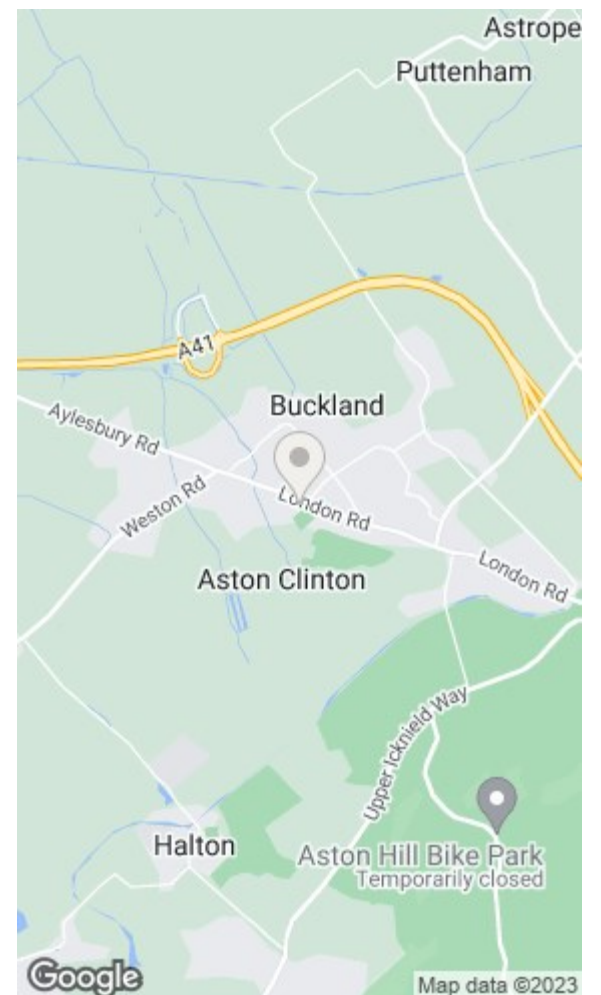 Astrope
Puttenham
A41
Buckland
Aylesbury Rd
Weston Rd
London Rd
London Rd
Aston Clinton
Upper Icknield Way
Halton
Aston Hill Bike Park
Temporarily closed
Google
Map data ©2023